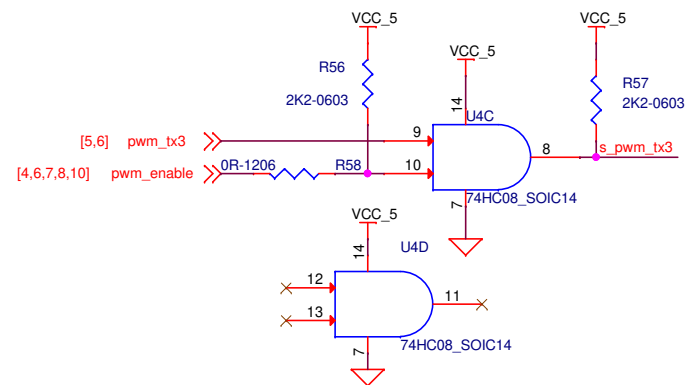 VCC_5
VCC_5
R56
VCC_5
2K2-0603
R57
2K2-0603
14
U4C
[5,6] pwm_tx3
9
8
s_pwm_tx3
[4,6,7,8,10] pwm_enable
0R-1206
R58
10
7
74HC08_SOIC14
VCC_5
14
U4D
12
11
13
7
74HC08_SOIC14